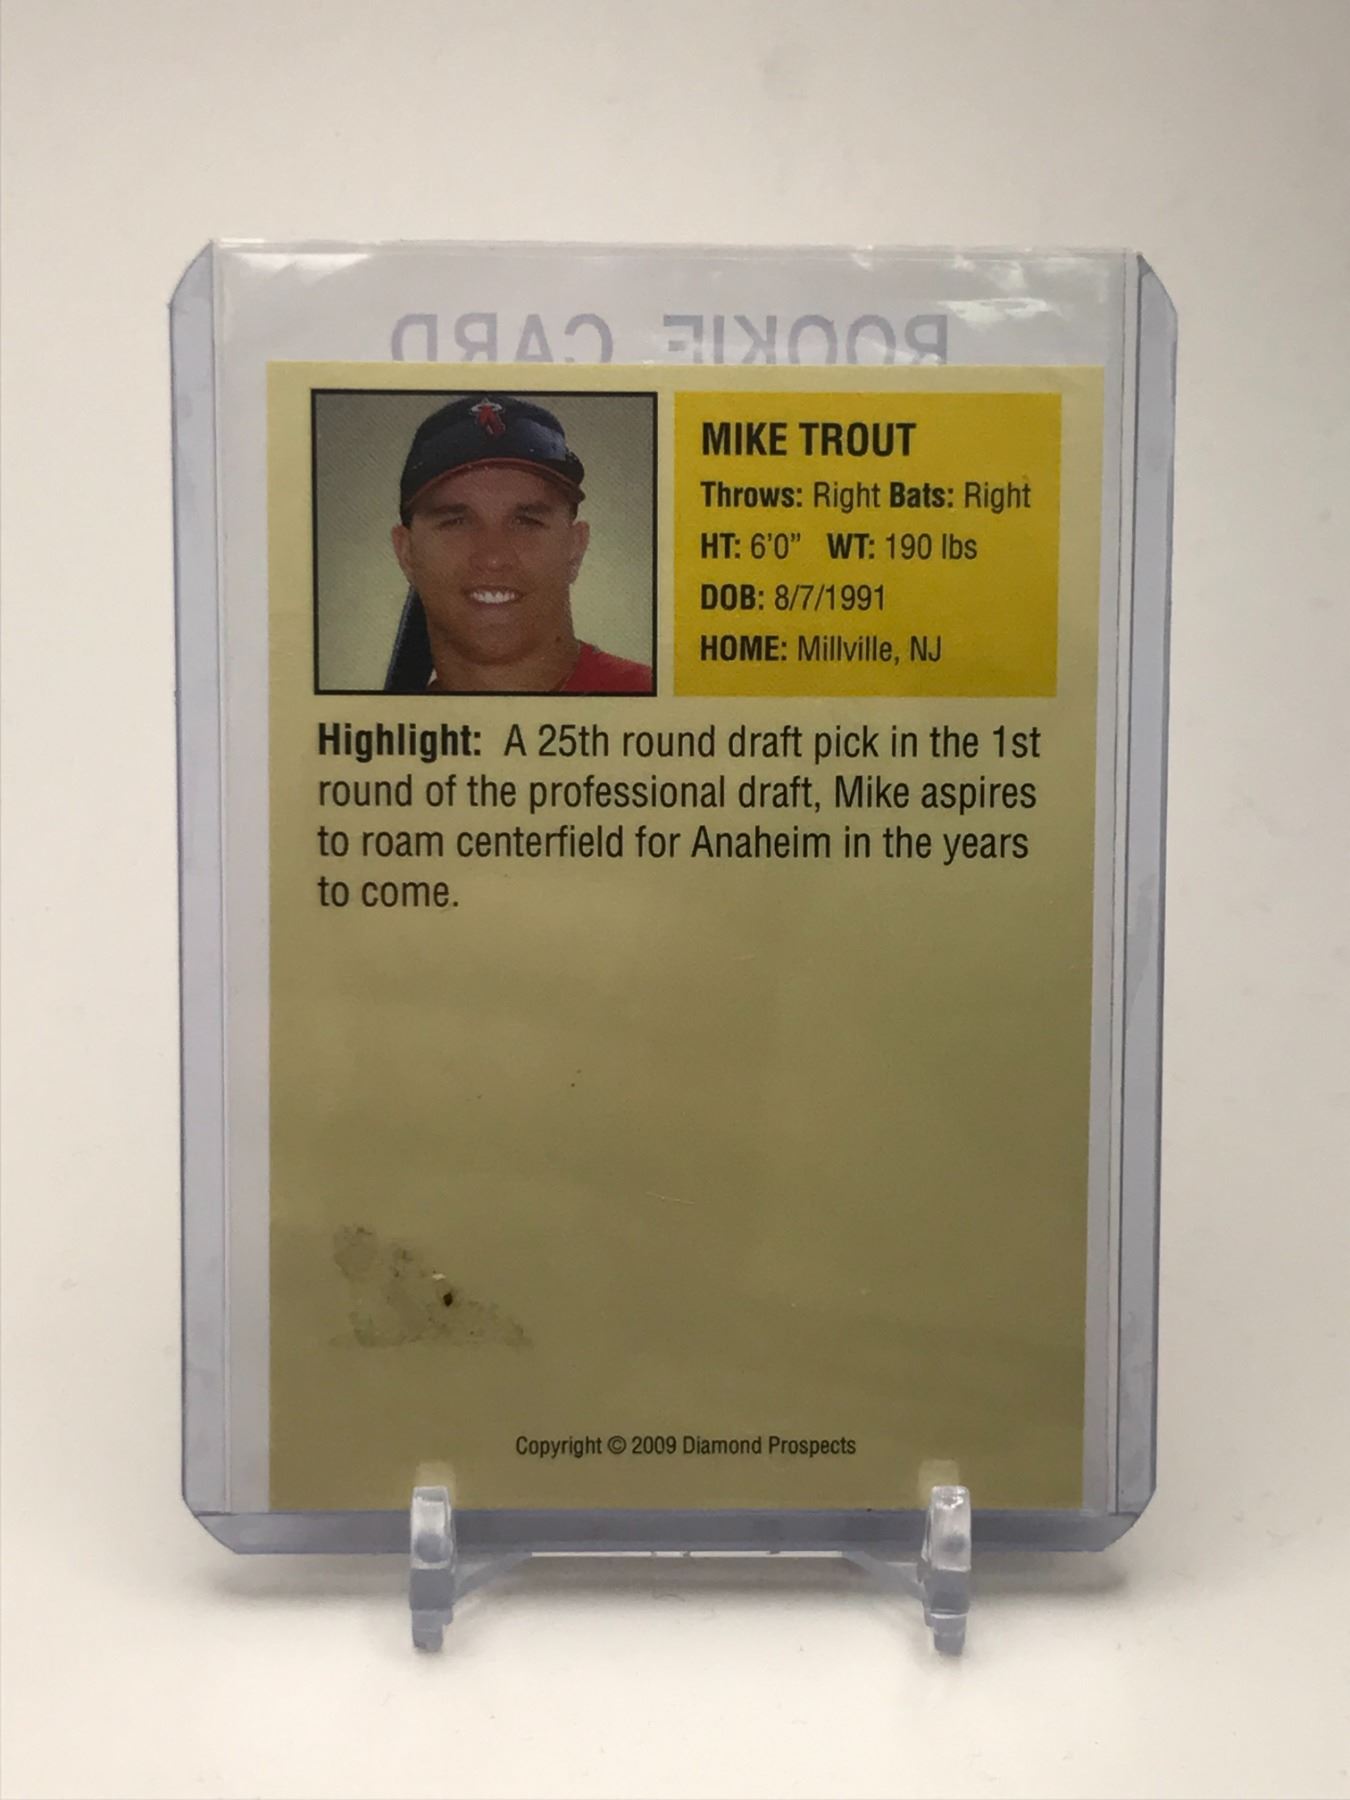 ROOKIE CARD
MIKE TROUT
Throws: Right Bats: Right
HT: 6'0” WT: 190 lbs
DOB: 8/7/1991
HOME: Millville, NJ
Highlight: A 25th round draft pick in the 1st
round of the professional draft, Mike aspires
to roam centerfield for Anaheim in the years
to come.
Copyright © 2009 Diamond Prospects